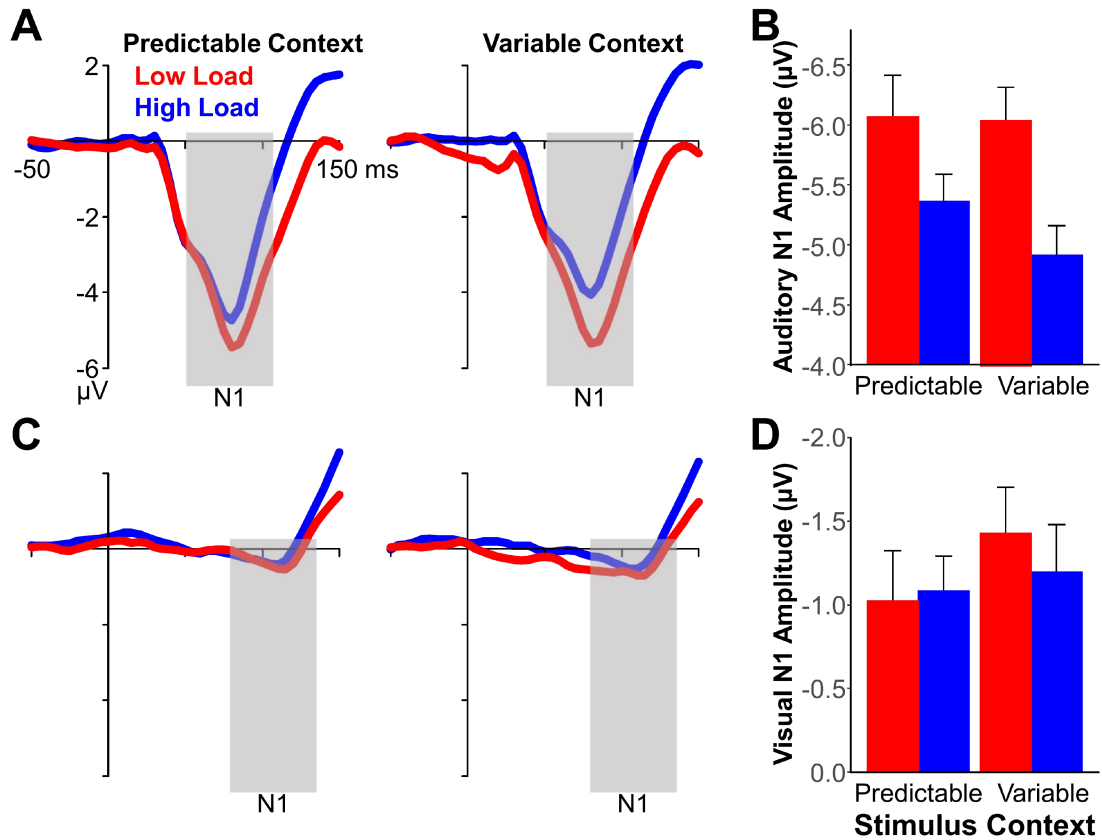 A
Predictable Context
Variable Context
Low Load
High Load
2
-2
-4
-6
µV
-50
150 ms
N1
N1
B
Auditory N1 Amplitude (µV)
-6.5
-6.0
-5.5
-5.0
-4.5
-4.0
Predictable
Variable
C
N1
N1
D
Visual N1 Amplitude (µV)
-2.0
-1.5
-1.0
-0.5
0.0
Predictable
Variable
Stimulus Context